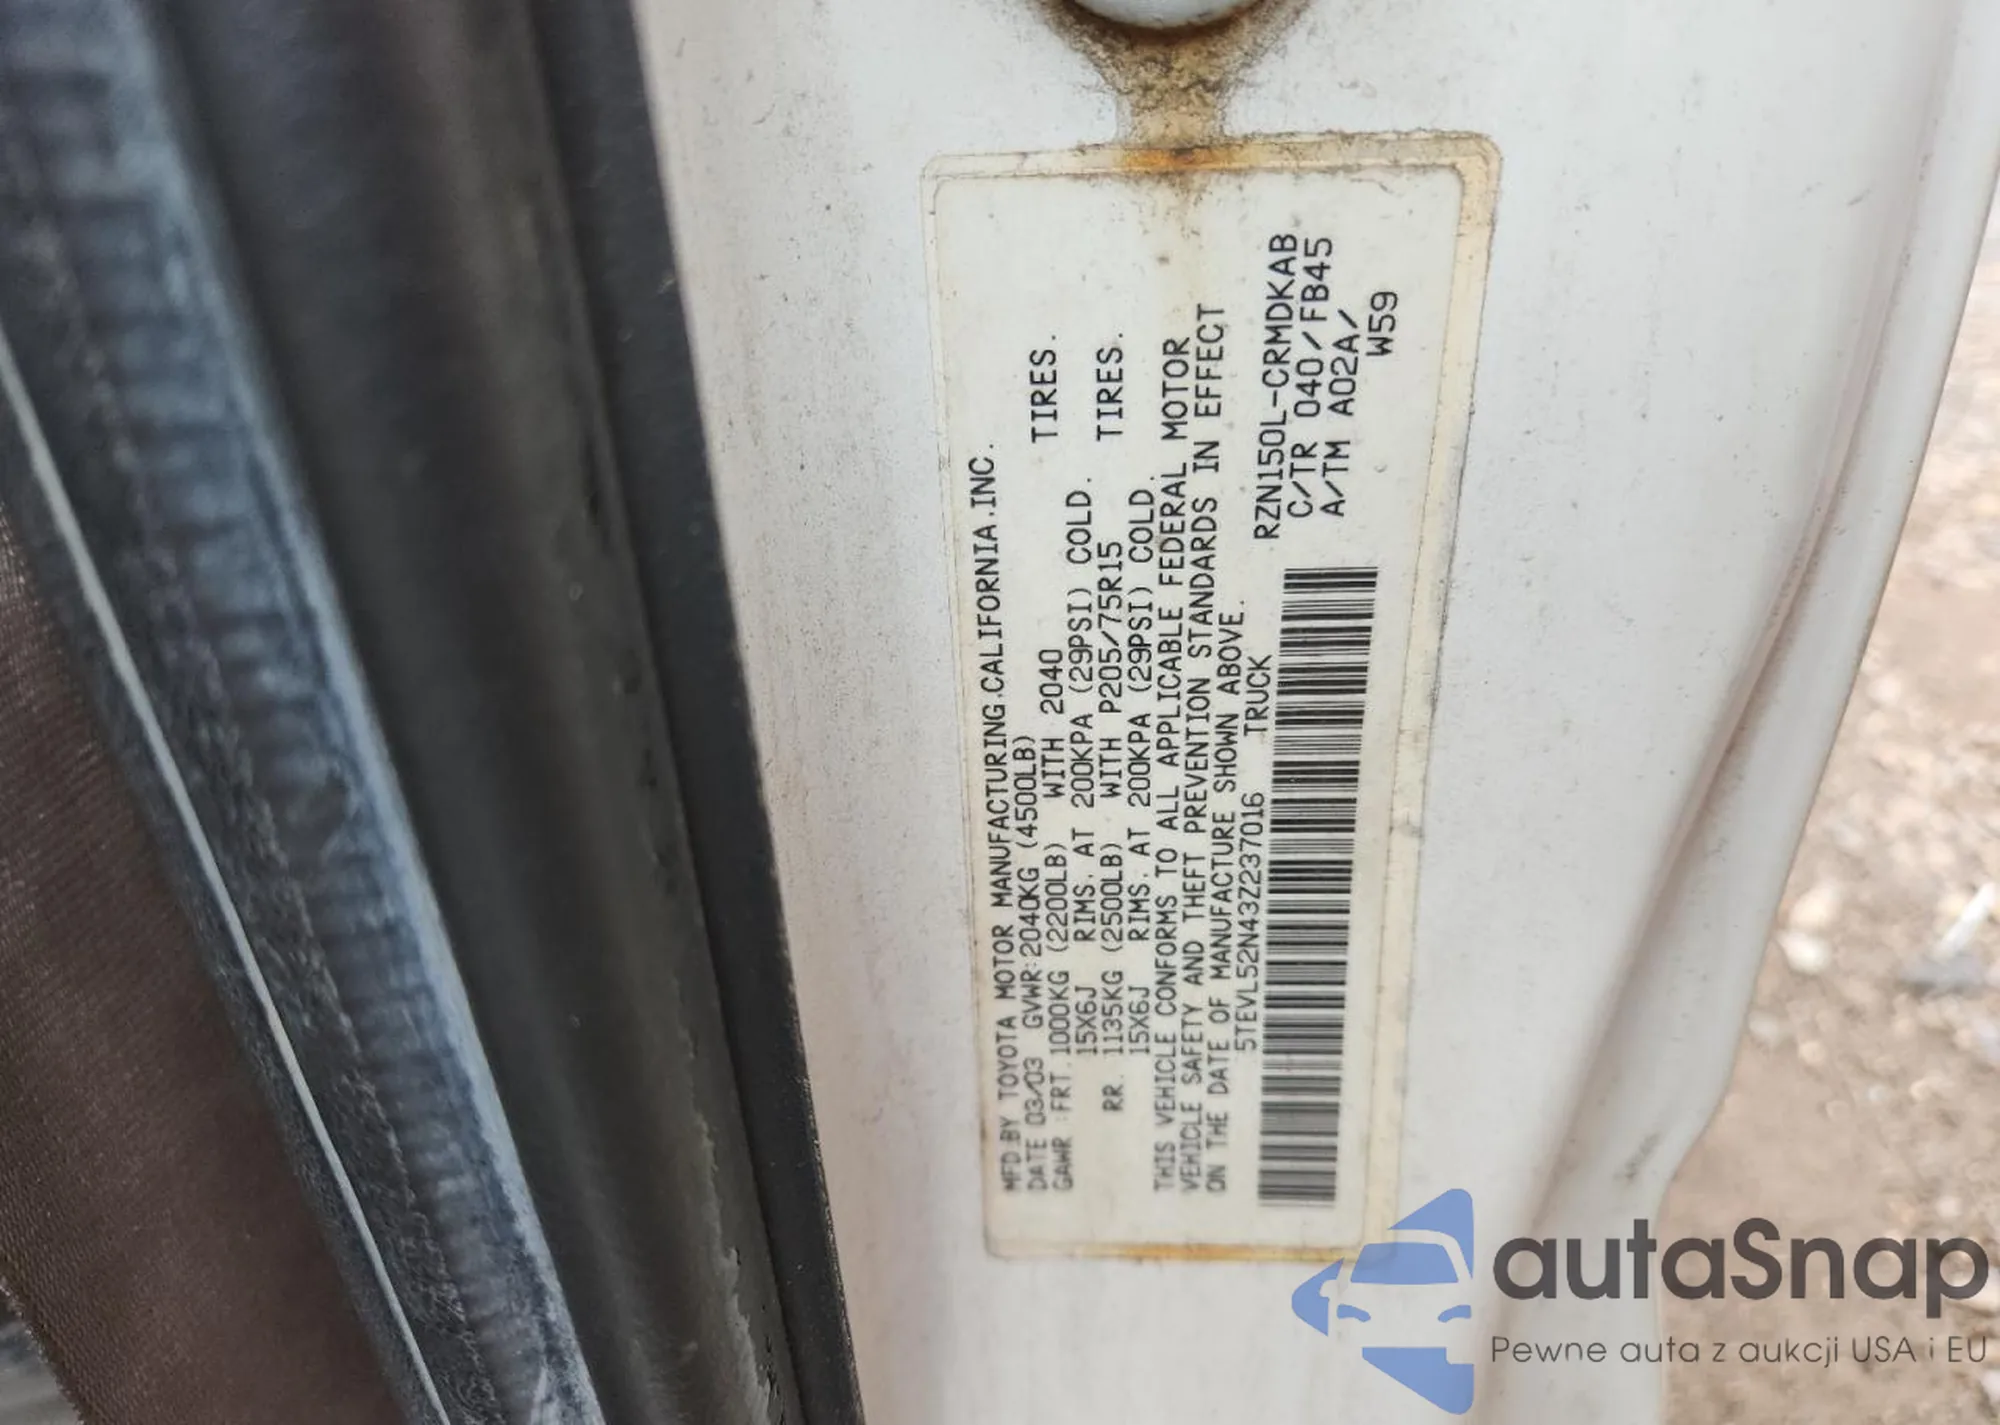 MFD.BY TOYOTA MOTOR MANUFACTURING.CALIFORNIA.INC.
DATE 03/03 GVWR:2040KG (4500LB)
GAWR :FRT. 1000KG (2200LB) WITH 2040 TIRES.
15X6J RIMS, AT 200KPA (29PSI) COLD.
RR. 1135KG (2500LB) WITH P205/75R15 TIRES.
15X6J RIMS, AT 200KPA (29PSI) COLD.
THIS VEHICLE CONFORMS TO ALL APPLICABLE FEDERAL MOTOR
VEHICLE SAFETY AND THEFT PREVENTION STANDARDS IN EFFECT
ON THE DATE OF MANUFACTURE SHOWN ABOVE.
5TEVL52N43Z237016 TRUCK RZN150L-CRMDKAB
C/TR 040/FB45
A/TM A02A/
W59
autaSnap
Pewne auta z aukcji USA i EU